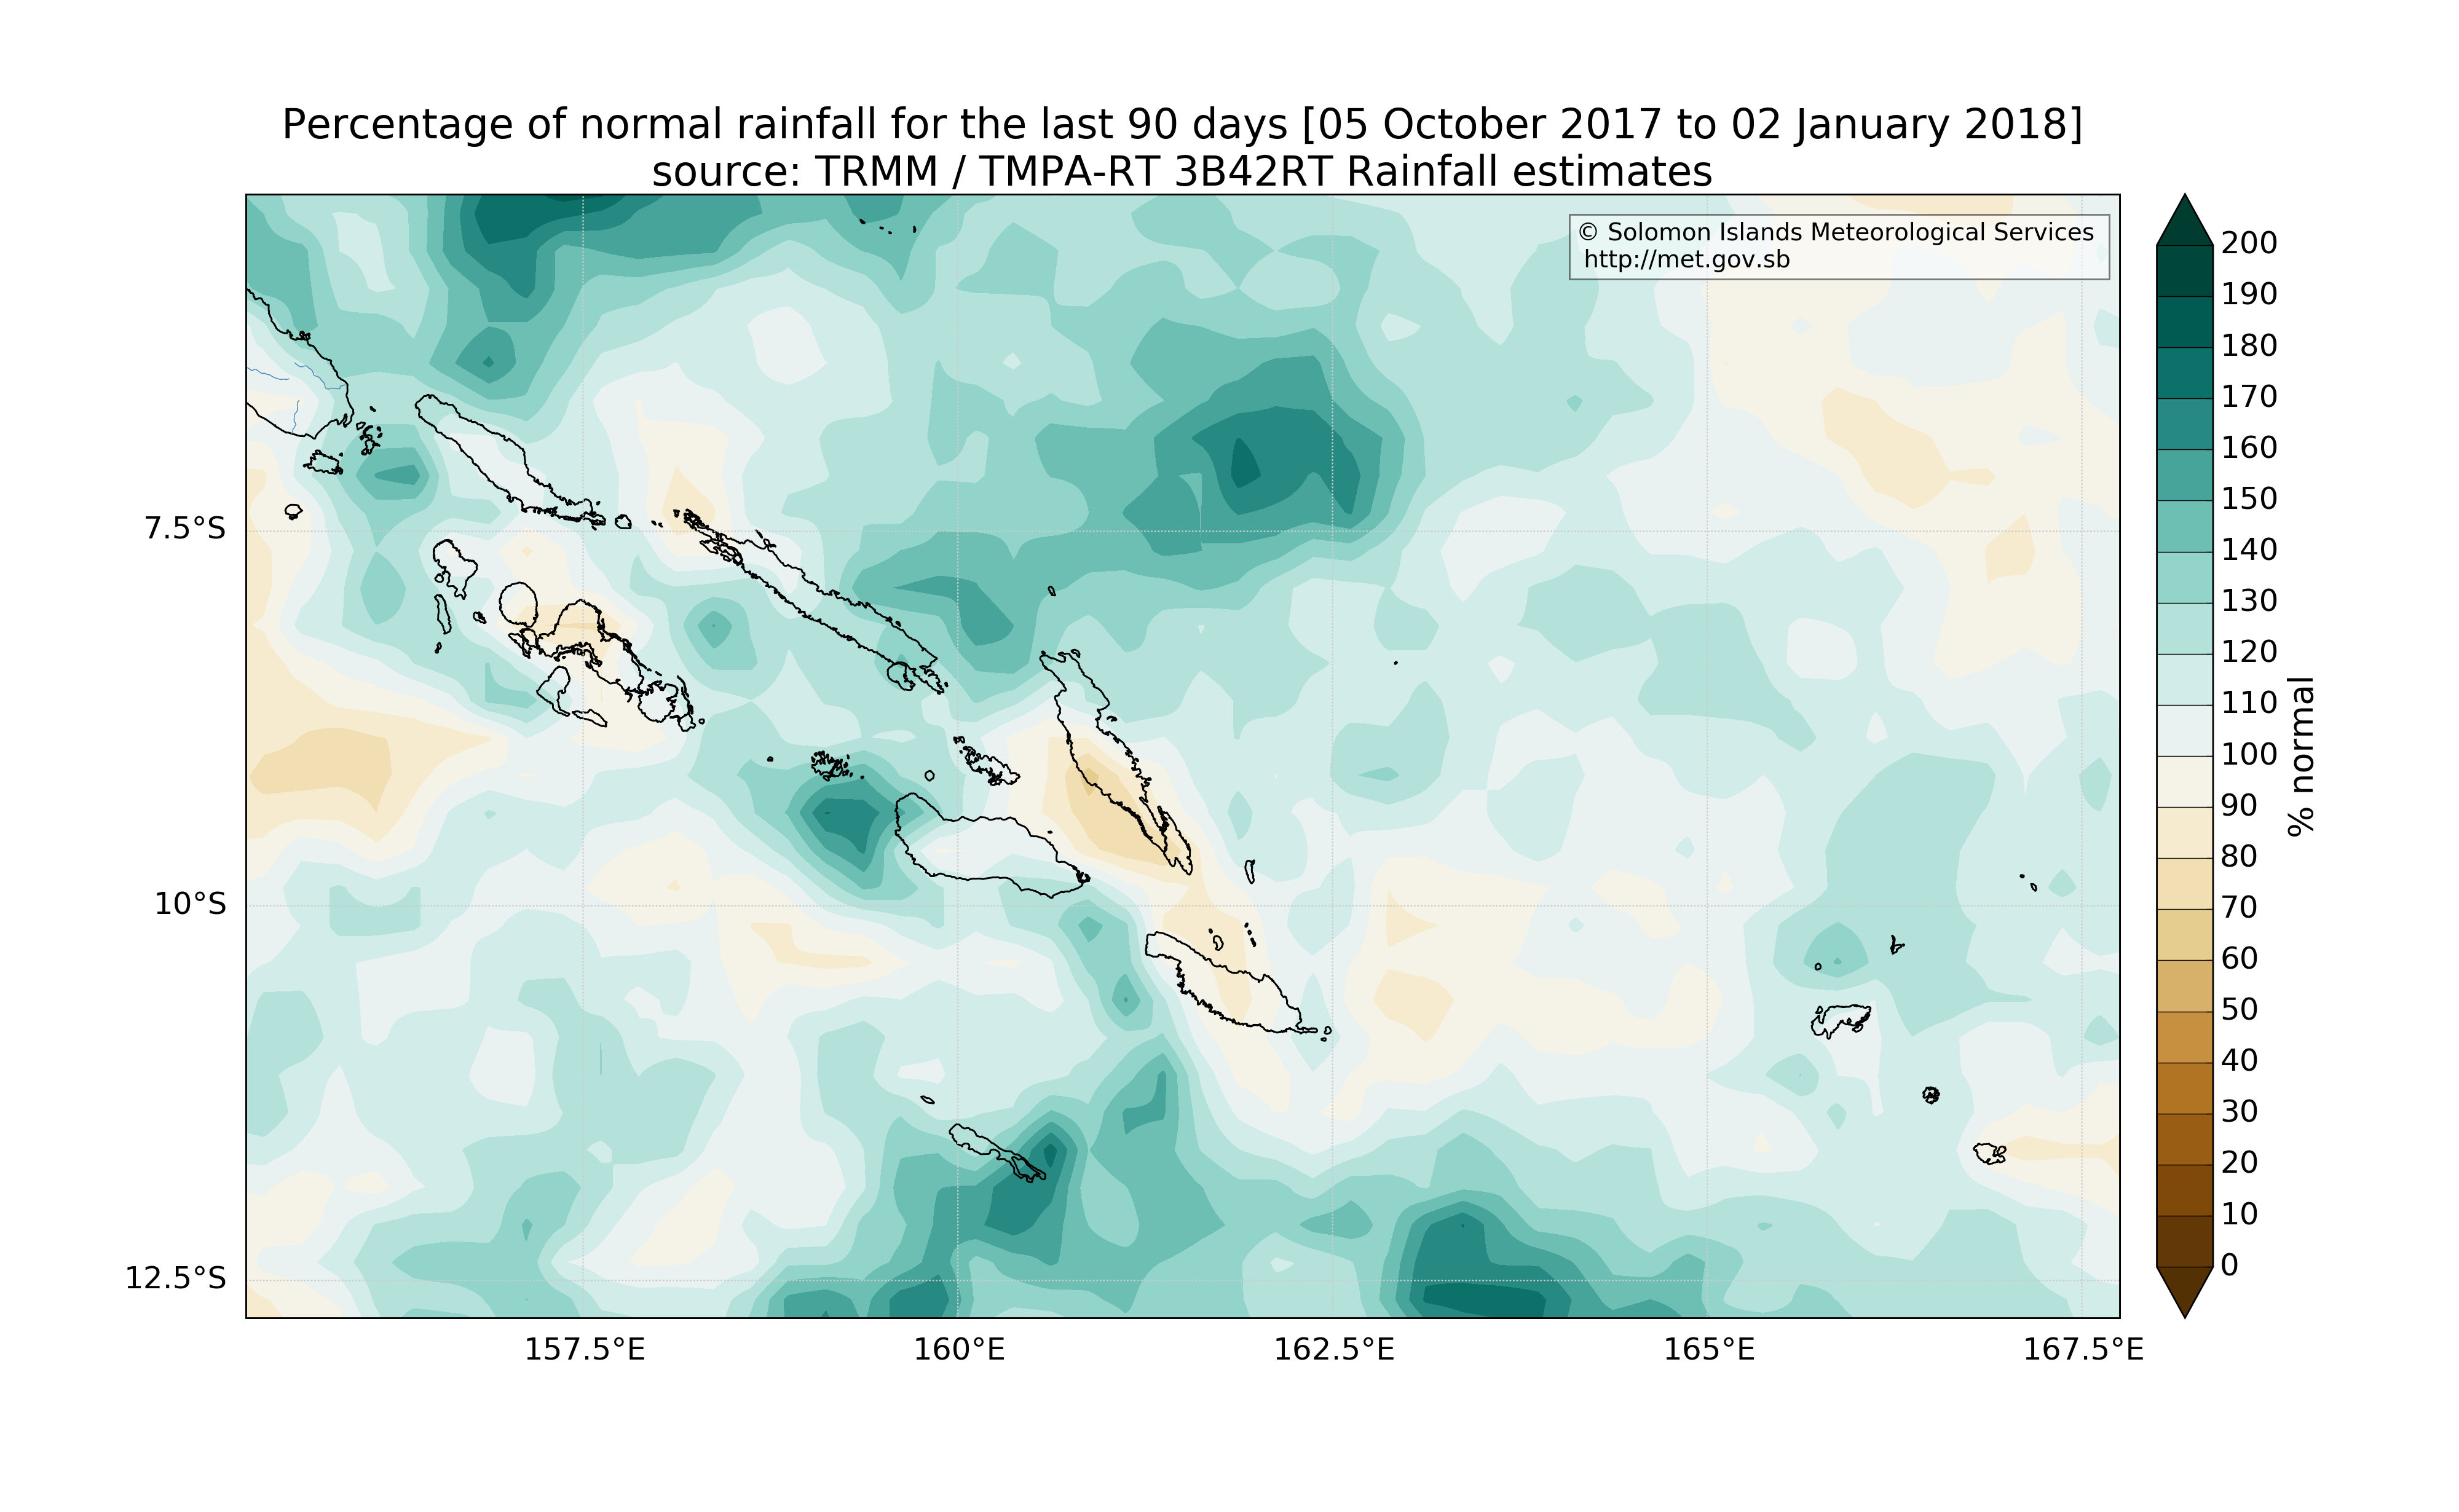 Percentage of normal rainfall for the last 90 days [05 October 2017 to 02 January 2018]
source: TRMM / TMPA-RT 3B42RT Rainfall estimates
© Solomon Islands Meteorological Services
http://met.gov.sb
7.5°S
10°S
12.5°S
157.5°E
160°E
162.5°E
165°E
167.5°E
200
190
180
170
160
150
140
130
120
110
100
90
80
70
60
50
40
30
20
10
0
% normal